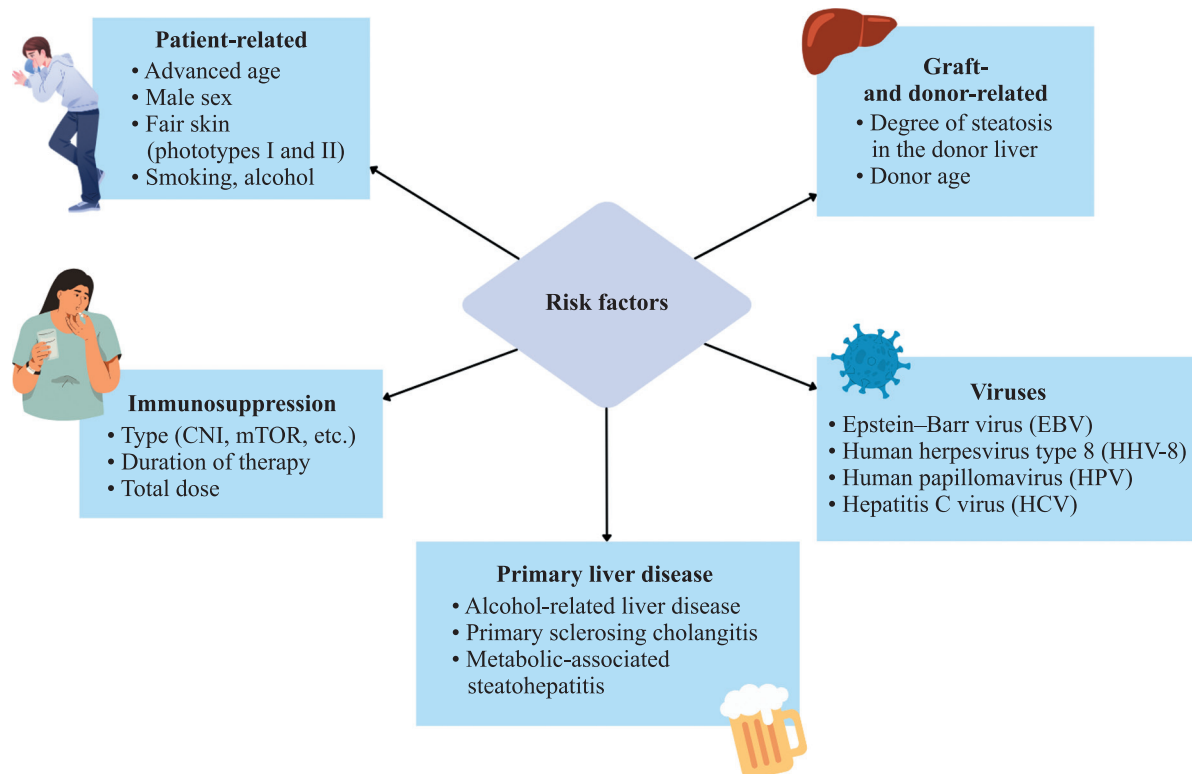 Patient-related
• Advanced age
• Male sex
• Fair skin
(phototypes I and II)
• Smoking, alcohol
Graft-
and donor-related
• Degree of steatosis
in the donor liver
• Donor age
Risk factors
Immunosuppression
• Type (CNI, mTOR, etc.)
• Duration of therapy
• Total dose
Viruses
• Epstein–Barr virus (EBV)
• Human herpesvirus type 8 (HHV-8)
• Human papillomavirus (HPV)
• Hepatitis C virus (HCV)
Primary liver disease
• Alcohol-related liver disease
• Primary sclerosing cholangitis
• Metabolic-associated
steatohepatitis